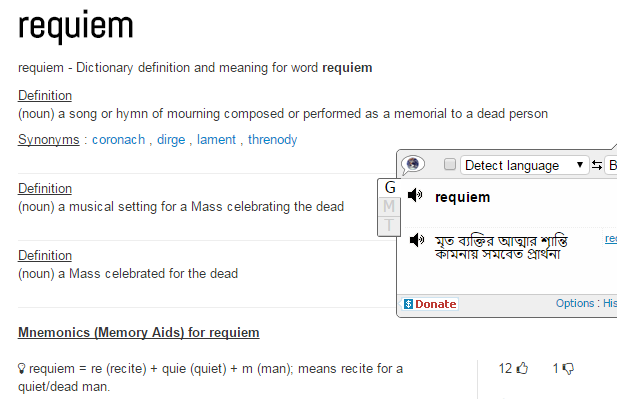 requiem
requiem - Dictionary definition and meaning for word requiem
Definition
(noun) a song or hymn of mourning composed or performed as a memorial to a dead person
Synonyms : coronach , dirge , lament , threnody
Definition
(noun) a musical setting for a Mass celebrating the dead
Definition
(noun) a Mass celebrated for the dead
Mnemonics (Memory Aids) for requiem
requiem = re (recite) + quie (quiet) + m (man); means recite for a
quiet/dead man.
12
1
Detect language
B
G
M
T
requiem
মৃত ব্যক্তির আত্মার শান্তি
কামনায় সমবেত প্রার্থনা
rec
Donate
Options : His